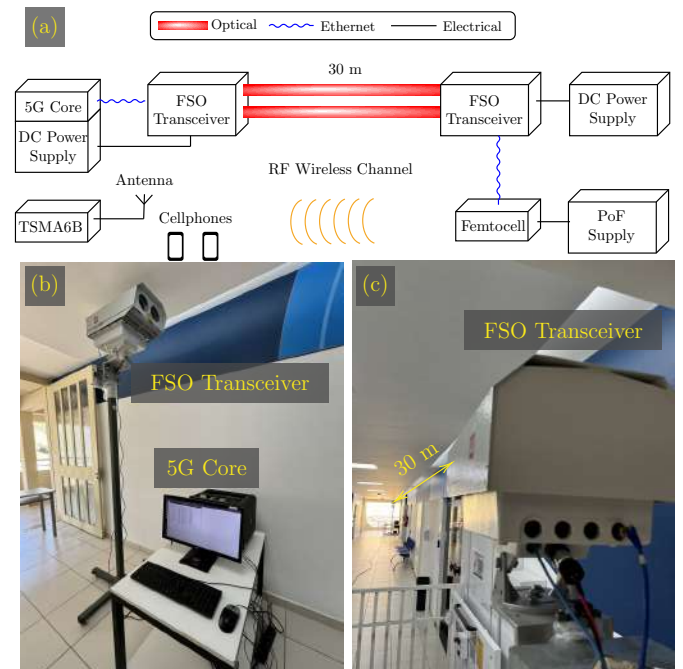 (a)
Optical
Ethernet
Electrical
30 m
5G Core
FSO
Transceiver
FSO
Transceiver
DC Power
Supply
DC Power
Supply
Antenna
RF Wireless Channel
TSMA6B
Cellphones
Femtocell
PoF
Supply
(b)
FSO Transceiver
5G Core
(c)
FSO Transceiver
30 m